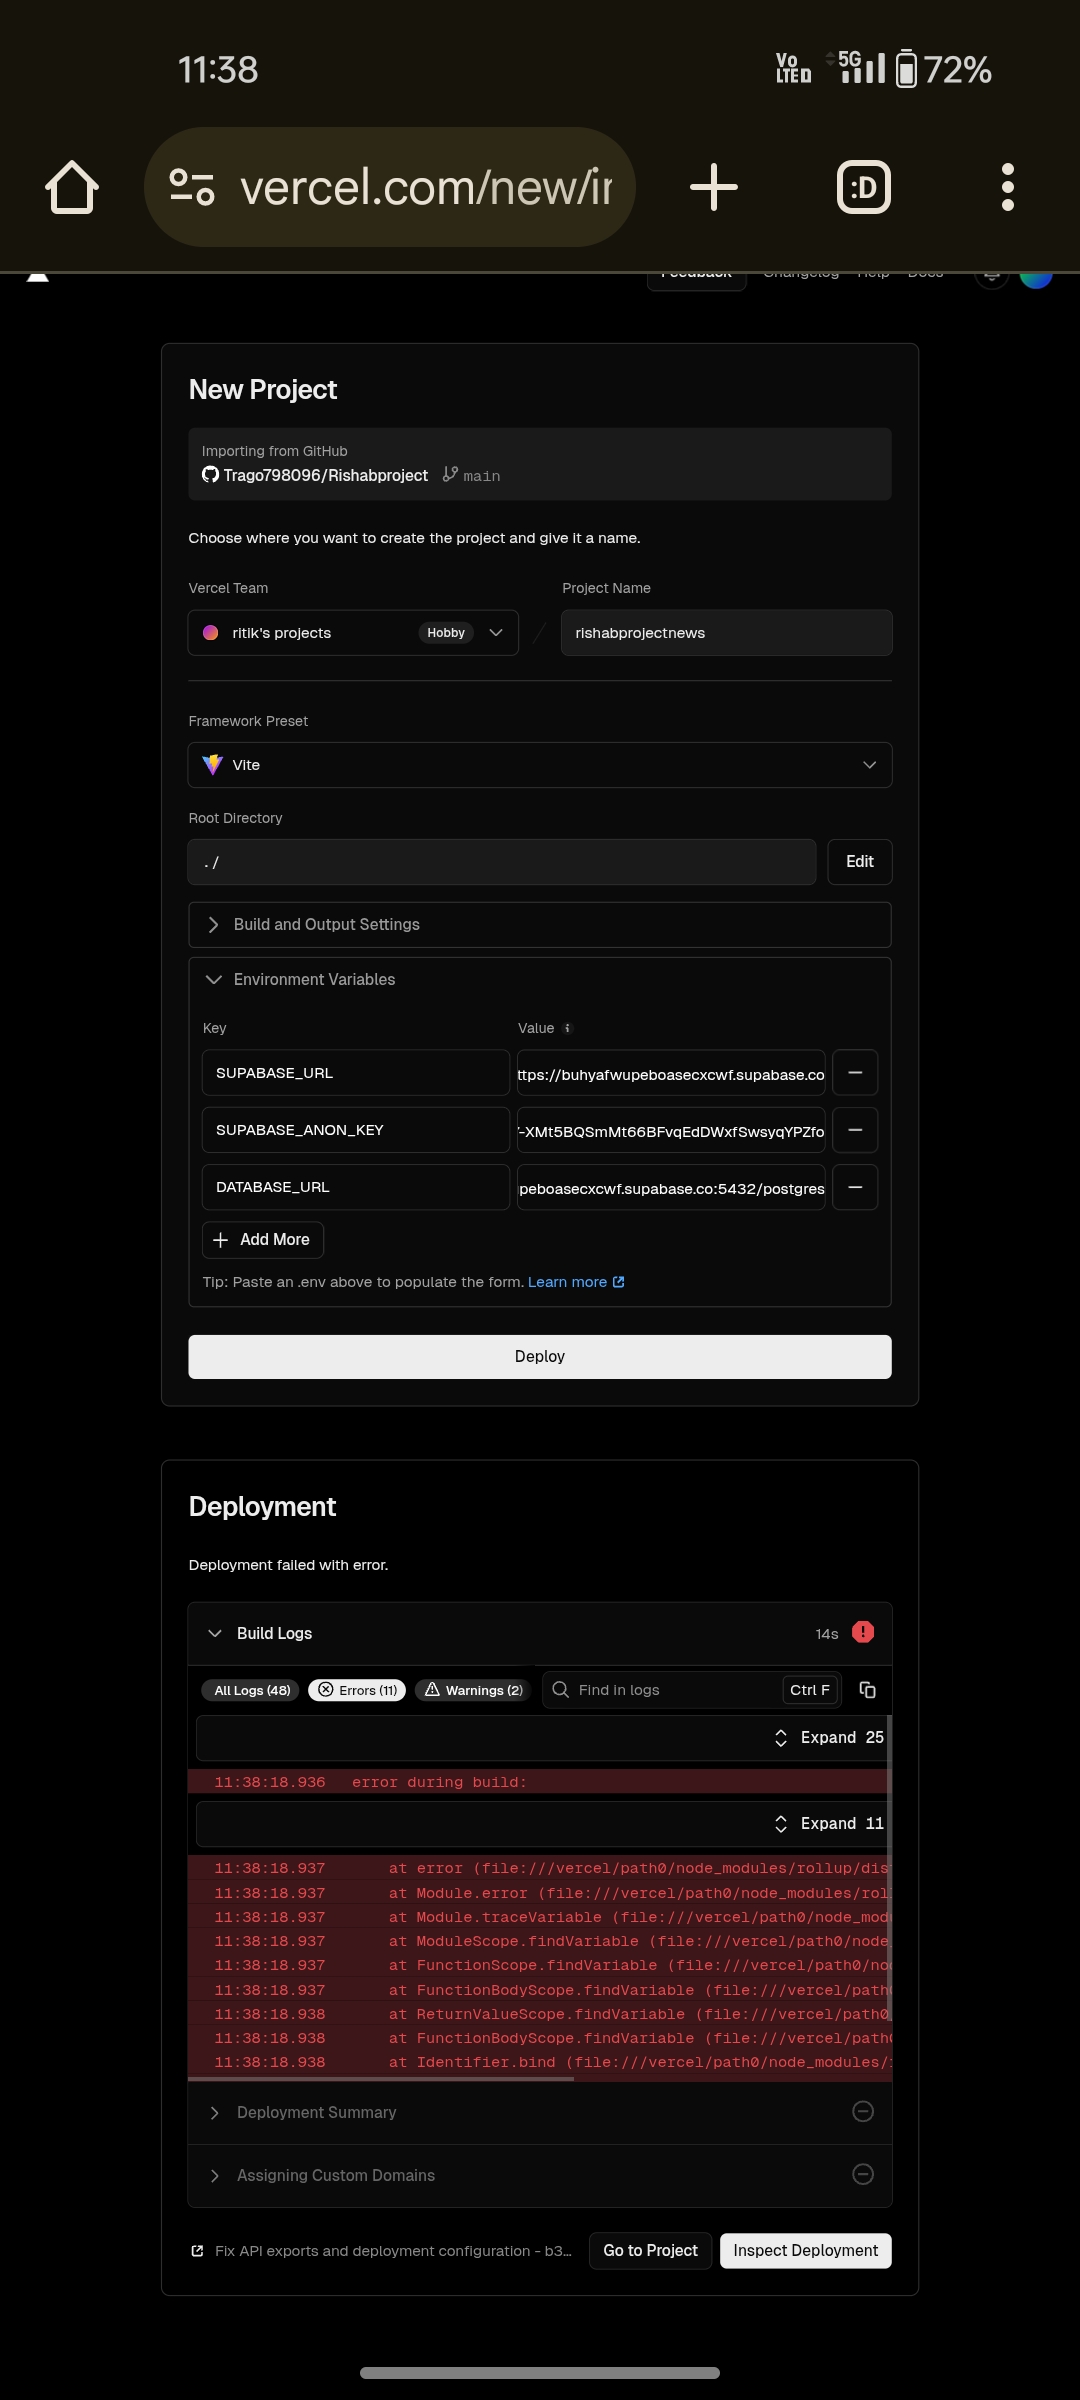 11:38
Vo LTE D
5G
72%
vercel.com/new/ir
:D
Feedback Changelog Help Docs
New Project
Importing from GitHub
Trago798096/Rishabproject main
Choose where you want to create the project and give it a name.
Vercel Team Project Name
ritik's projects Hobby / rishabprojectnews
Framework Preset
Vite
Root Directory
./ Edit
Build and Output Settings
Environment Variables
Key Value
SUPABASE_URL ttps://buhyafwupeboasecxcwf.supabase.co
SUPABASE_ANON_KEY -XMt5BQSmMt66BFvqEdDWxfSwsyqYPZfo
DATABASE_URL peboasecxcwf.supabase.co:5432/postgres
Add More
Tip: Paste an .env above to populate the form. Learn more
Deploy
Deployment
Deployment failed with error.
Build Logs 14s
All Logs (48) Errors (11) Warnings (2) Find in logs Ctrl F
Expand 25
11:38:18.936 error during build:
Expand 11
11:38:18.937 at error (file:///vercel/path0/node_modules/rollup/dis
11:38:18.937 at Module.error (file:///vercel/path0/node_modules/rol
11:38:18.937 at Module.traceVariable (file:///vercel/path0/node_mod
11:38:18.937 at ModuleScope.findVariable (file:///vercel/path0/node_
11:38:18.937 at FunctionScope.findVariable (file:///vercel/path0/no
11:38:18.937 at FunctionBodyScope.findVariable (file:///vercel/path
11:38:18.938 at ReturnValueScope.findVariable (file:///vercel/path0
11:38:18.938 at FunctionBodyScope.findVariable (file:///vercel/path
11:38:18.938 at Identifier.bind (file:///vercel/path0/node_modules/
Deployment Summary
Assigning Custom Domains
Fix API exports and deployment configuration - b3... Go to Project Inspect Deployment